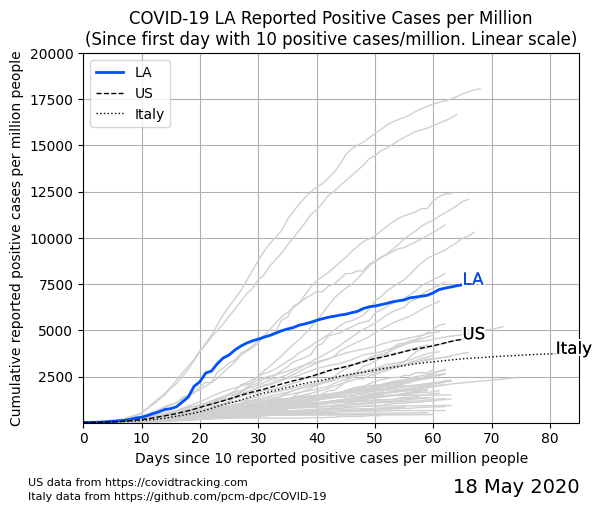 COVID-19 LA Reported Positive Cases per Million
(Since first day with 10 positive cases/million. Linear scale)
Cumulative reported positive cases per million people
20000
17500
15000
12500
10000
7500
5000
2500
LA
US
Italy
LA
US
Italy
0 10 20 30 40 50 60 70 80
Days since 10 reported positive cases per million people
US data from https://covidtracking.com
Italy data from https://github.com/pcm-dpc/COVID-19
18 May 2020